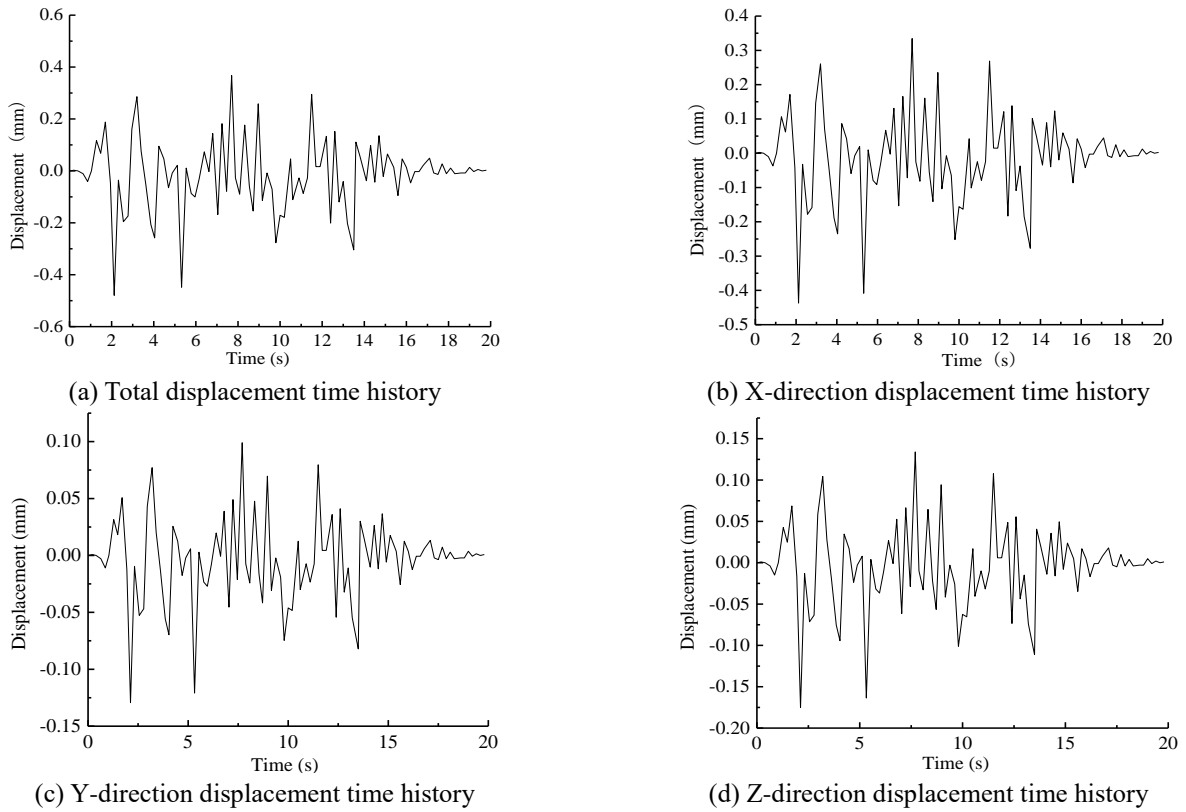 0.6
0.4
0.2
0.0
-0.2
-0.4
-0.6
Displacement (mm)
0 2 4 6 8 10 12 14 16 18 20
Time (s)
(a) Total displacement time history
0.4
0.3
0.2
0.1
0.0
-0.1
-0.2
-0.3
-0.4
-0.5
Displacement（mm）
0 2 4 6 8 10 12 14 16 18 20
Time（s）
(b) X-direction displacement time history
0.10
0.05
0.00
-0.05
-0.10
-0.15
Displacement (mm)
0 5 10 15 20
Time (s)
(c) Y-direction displacement time history
0.15
0.10
0.05
0.00
-0.05
-0.10
-0.15
-0.20
Displacement (mm)
0 5 10 15 20
Time (s)
(d) Z-direction displacement time history